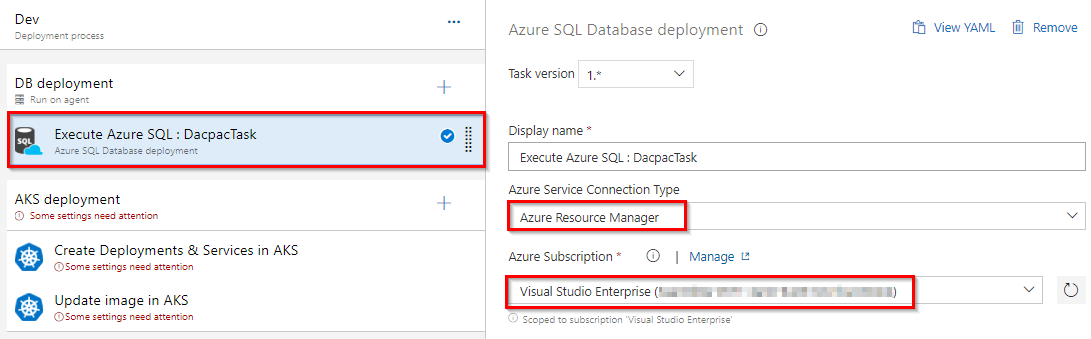 Dev
Deployment process
DB deployment
Run on agent
SQL
Execute Azure SQL : DacpacTask
Azure SQL Database deployment
AKS deployment
Some settings need attention
Create Deployments & Services in AKS
Some settings need attention
Update image in AKS
Some settings need attention
Azure SQL Database deployment
View YAML
Remove
Task version
1.*
Display name *
Execute Azure SQL : DacpacTask
Azure Service Connection Type
Azure Resource Manager
Azure Subscription *
|
Manage
Visual Studio Enterprise ( )
Scoped to subscription 'Visual Studio Enterprise'